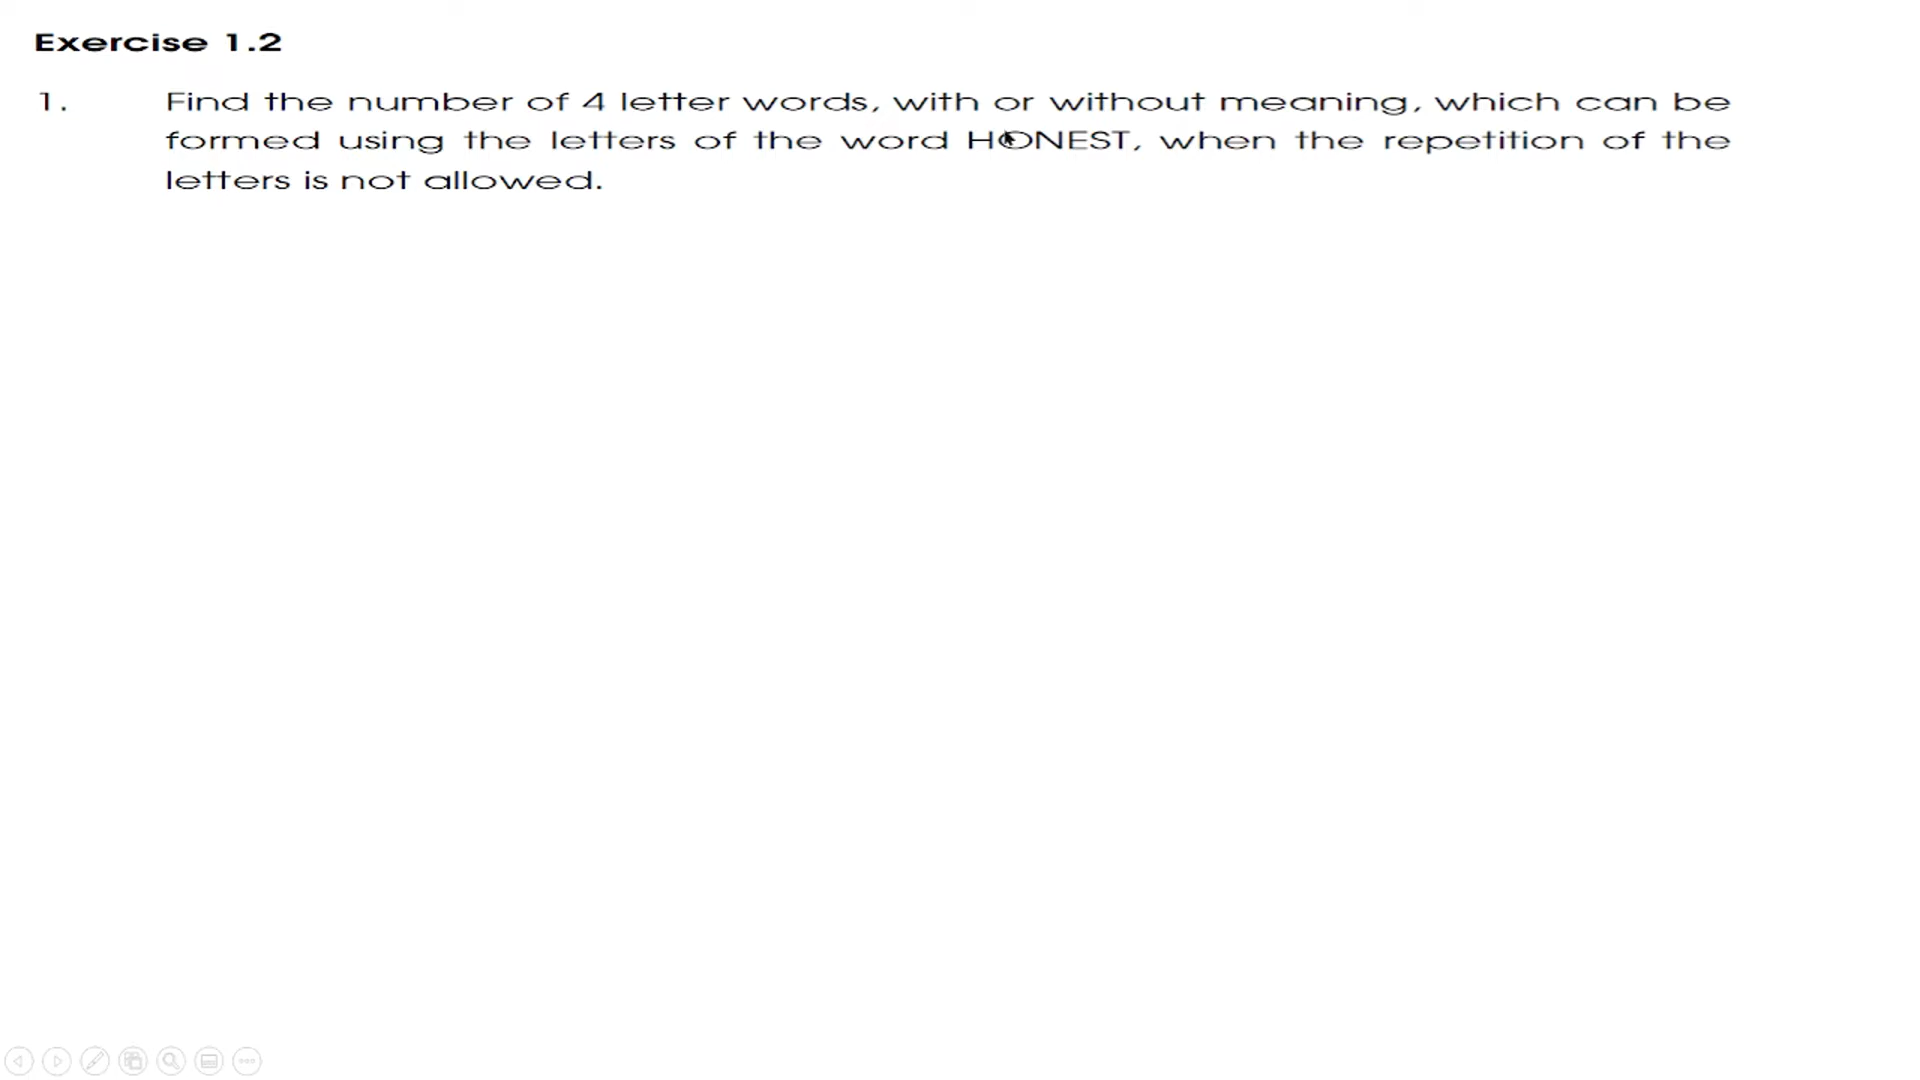 Exercise 1.2
1. Find the number of 4 letter words, with or without meaning, which can be
formed using the letters of the word HONEST, when the repetition of the
letters is not allowed.